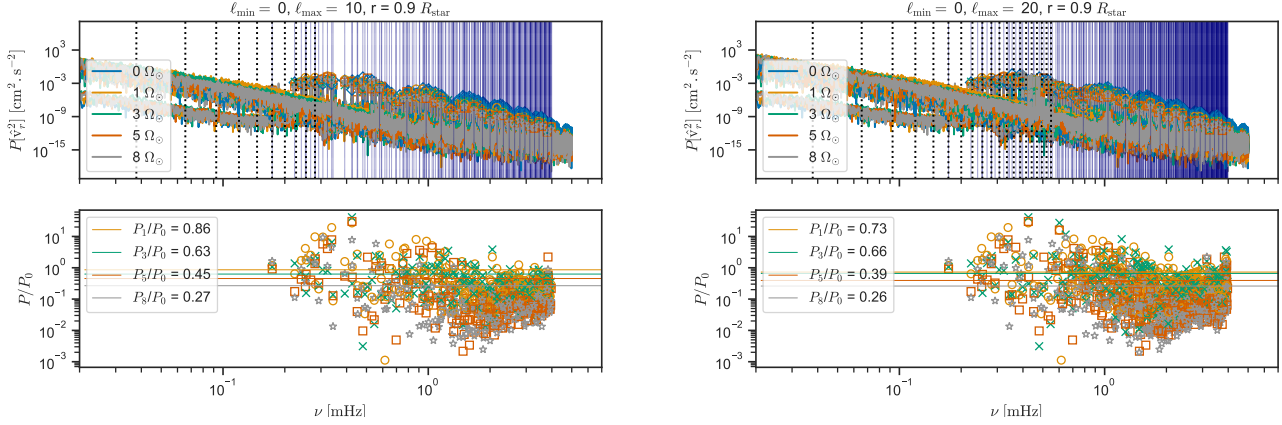 ℓmin = 0, ℓmax = 10, r = 0.9 Rstar
10³
10⁻³
10⁻⁹
10⁻¹⁵
P[v̂r²] [cm². s⁻²]
0 Ω⊙
1 Ω⊙
3 Ω⊙
5 Ω⊙
8 Ω⊙
10¹
10⁰
10⁻¹
10⁻²
10⁻³
P/P₀
P₁/P₀ = 0.86
P₃/P₀ = 0.63
P₅/P₀ = 0.45
P₈/P₀ = 0.27
10⁻¹ 10⁰
ν [mHz]
ℓmin = 0, ℓmax = 20, r = 0.9 Rstar
10³
10⁻³
10⁻⁹
10⁻¹⁵
P[v̂r²] [cm². s⁻²]
0 Ω⊙
1 Ω⊙
3 Ω⊙
5 Ω⊙
8 Ω⊙
10¹
10⁰
10⁻¹
10⁻²
10⁻³
P/P₀
P₁/P₀ = 0.73
P₃/P₀ = 0.66
P₅/P₀ = 0.39
P₈/P₀ = 0.26
10⁻¹ 10⁰
ν [mHz]